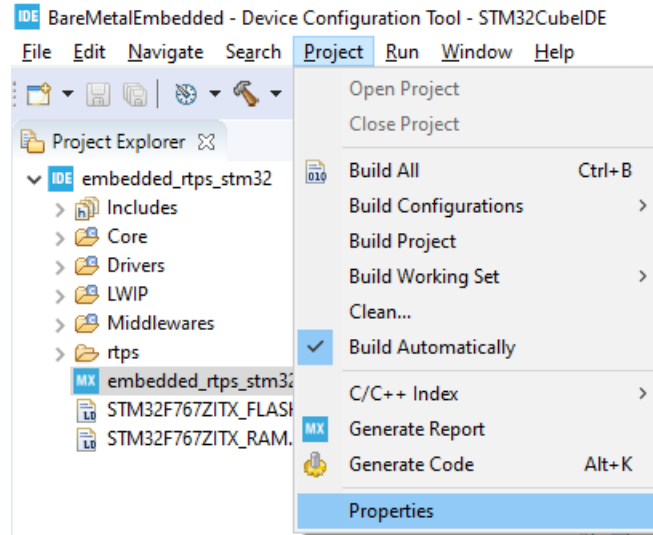 IDE BareMetalEmbedded - Device Configuration Tool - STM32CubeIDE
File Edit Navigate Search Project Run Window Help
Project Explorer
IDE embedded_rtps_stm32
Includes
Core
Drivers
LWIP
Middlewares
rtps
MX embedded_rtps_stm32
STM32F767ZITX_FLASH
STM32F767ZITX_RAM.
Open Project
Close Project
010 Build All Ctrl+B
Build Configurations
Build Project
Build Working Set
Clean...
Build Automatically
C/C++ Index
MX Generate Report
Generate Code Alt+K
Properties